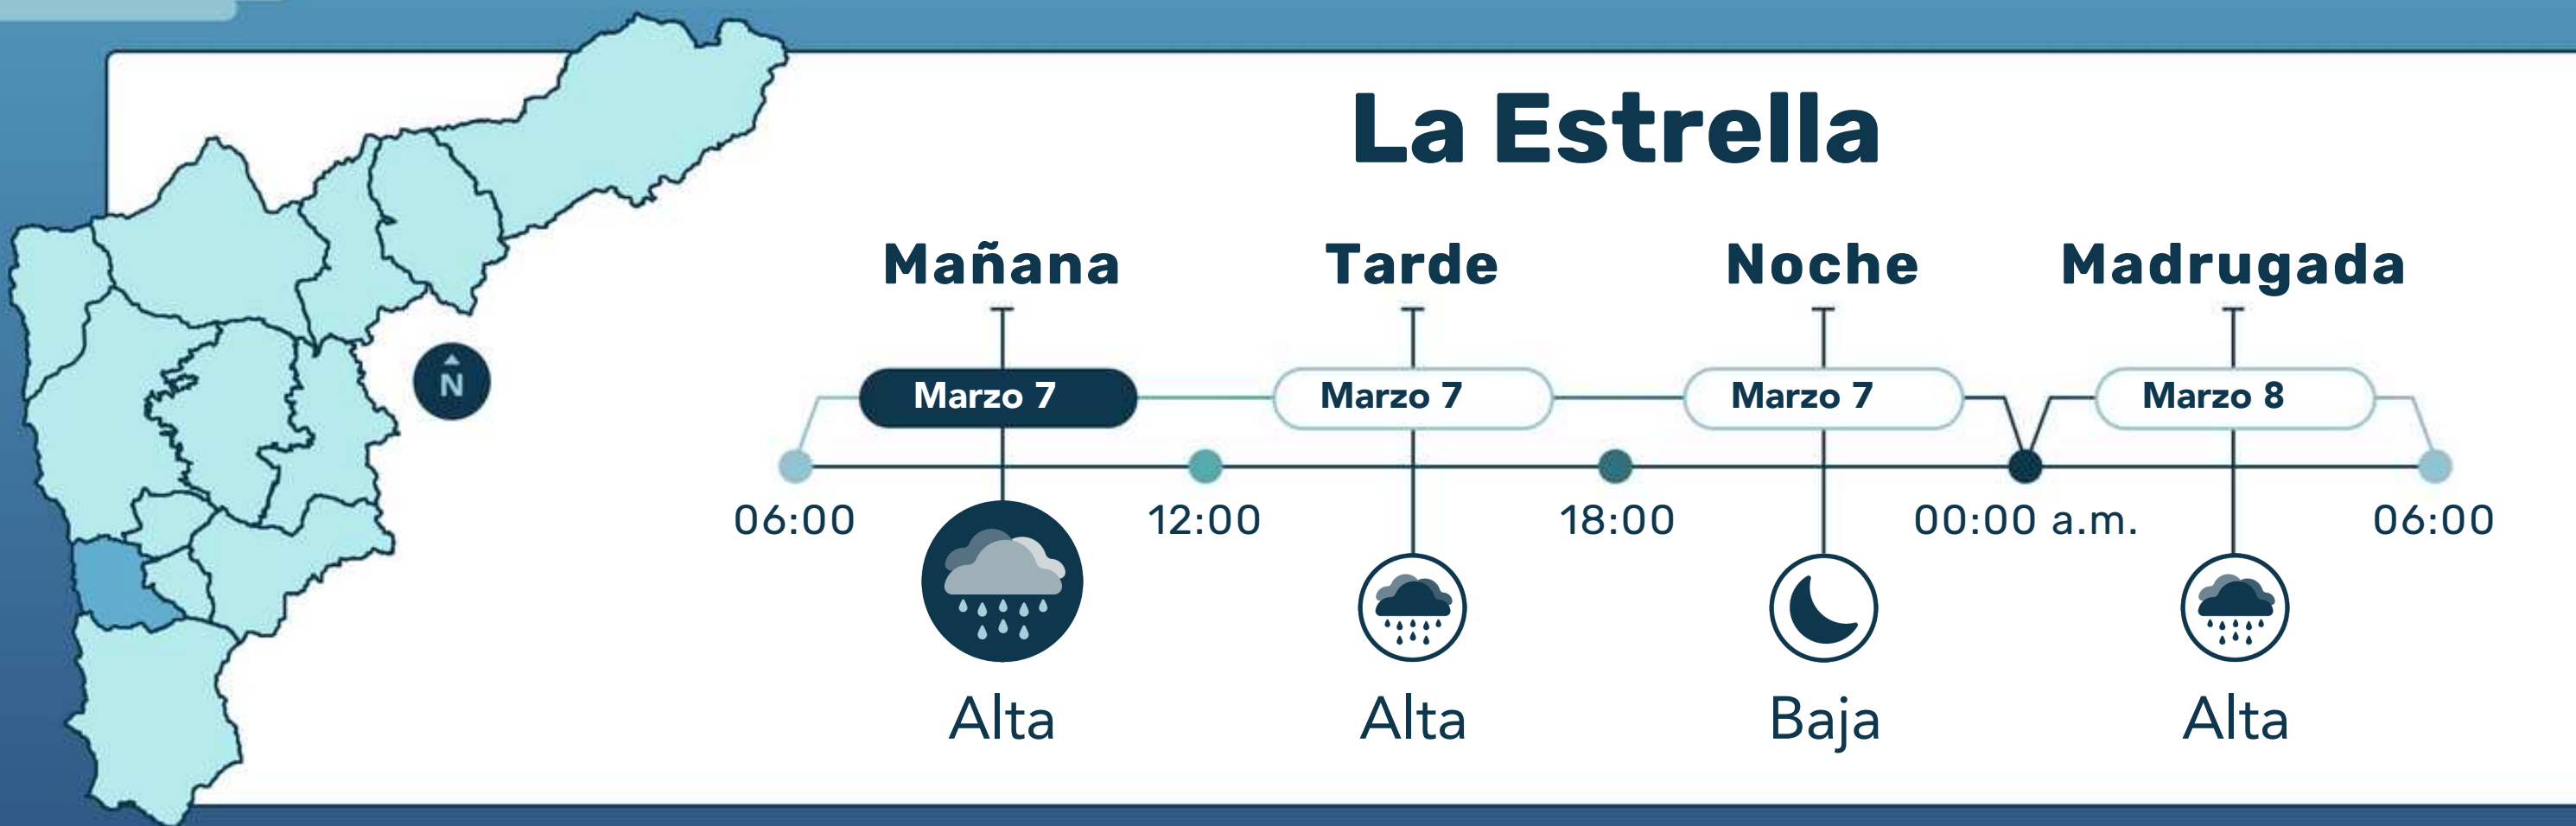 La Estrella
Mañana Tarde Noche Madrugada
N
Marzo 7 Marzo 7 Marzo 7 Marzo 8
06:00 12:00 18:00 00:00 a.m. 06:00
Alta Alta Baja Alta